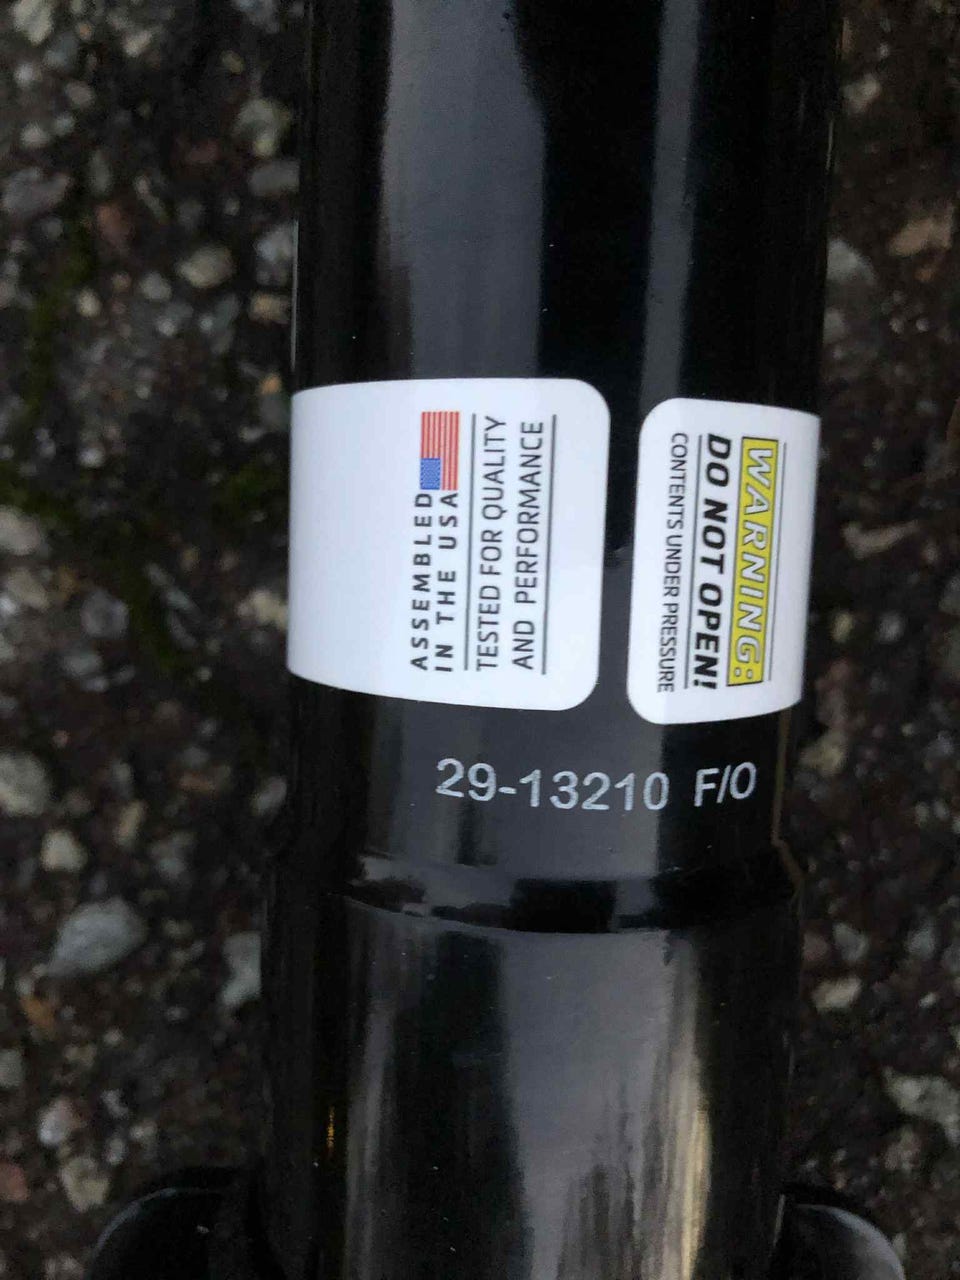 ASSEMBLED
IN THE USA
TESTED FOR QUALITY
AND PERFORMANCE
WARNING:
DO NOT OPEN!
CONTENTS UNDER PRESSURE
29-13210 F/O